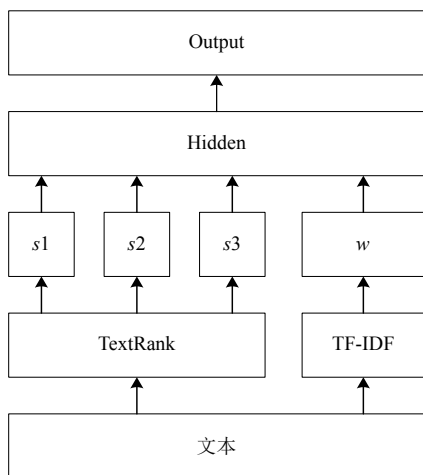 Output
Hidden
s1 s2 s3 w
TextRank TF-IDF
文本